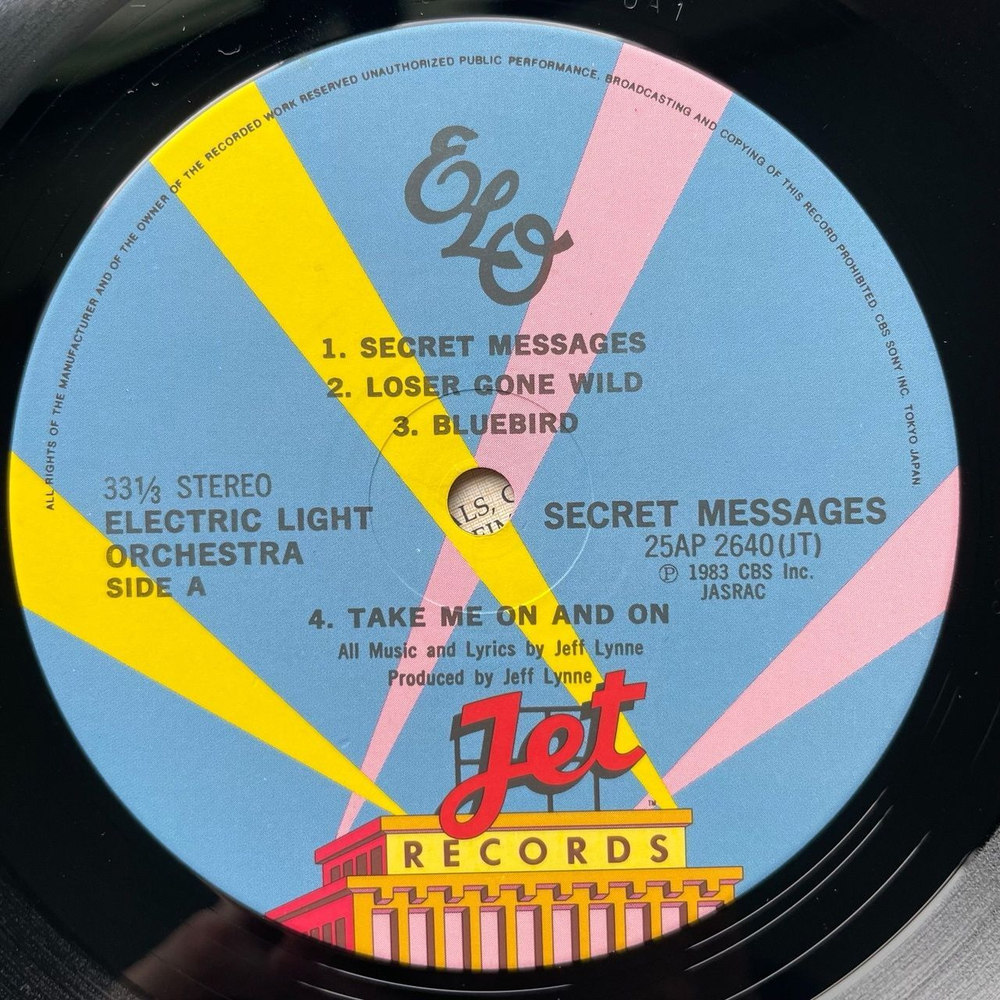 ALL RIGHTS OF THE MANUFACTURER AND OF THE OWNER OF THE RECORDED WORK RESERVED UNAUTHORIZED PUBLIC PERFORMANCE, BROADCASTING AND COPYING OF THIS RECORD PROHIBITED. CBS SONY INC. TOKYO JAPAN
ELO
1. SECRET MESSAGES
2. LOSER GONE WILD
3. BLUEBIRD
33⅓ STEREO
ELECTRIC LIGHT
ORCHESTRA
SIDE A
SECRET MESSAGES
25AP 2640(JT)
℗ 1983 CBS Inc.
JASRAC
LS,
4. TAKE ME ON AND ON
All Music and Lyrics by Jeff Lynne
Produced by Jeff Lynne
Jet
TM
RECORDS